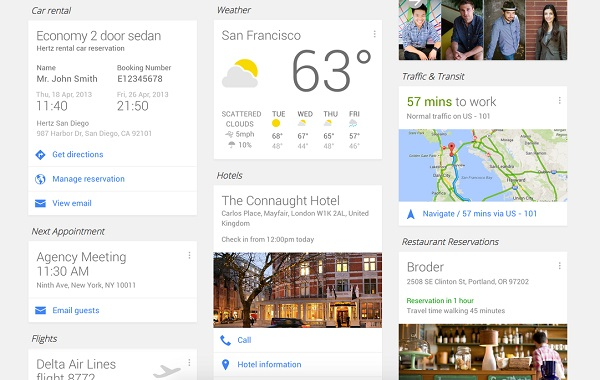 Car rental
Economy 2 door sedan
Hertz rental car reservation
Name Booking Number
Mr. John Smith E12345678
Thu, 18 Apr, 2013 Fri, 26 Apr, 2013
11:40 21:50
Hertz San Diego
987 Harbor Dr, San Diego, CA 92101
Get directions
Manage reservation
View email
Next Appointment
Agency Meeting
11:30 AM
Ninth Ave, New York, NY 10011
Email guests
Flights
Delta Air Lines
flight 8772
Weather
San Francisco
63°
SCATTERED CLOUDS
5mph
10%
TUE WED THU FRI
68° 67° 65° 57°
48° 44° 48° 46°
Hotels
The Connaught Hotel
Carlos Place, Mayfair, London W1K 2AL, United
Kingdom
Check in from 12:00pm today
Call
Hotel information
Traffic & Transit
57 mins to work
Normal traffic on US - 101
Navigate / 57 mins via US - 101
Restaurant Reservations
Broder
2508 SE Clinton St, Portland, OR 97202
Reservation in 1 hour
Travel time walking 45 minutes